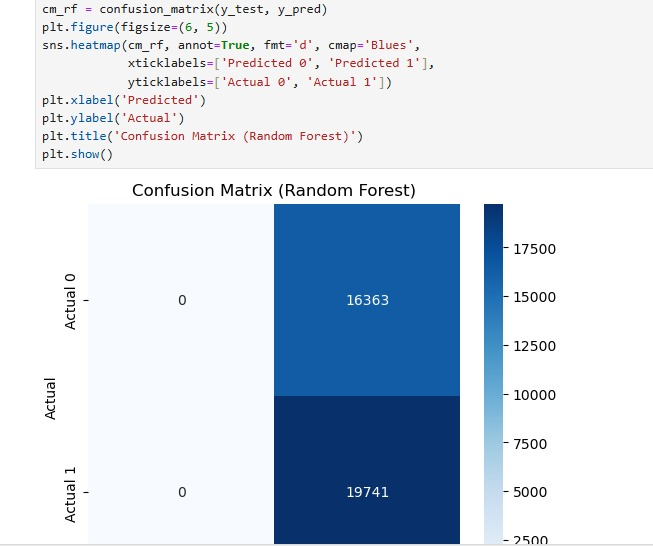 cm_rf = confusion_matrix(y_test, y_pred)
plt.figure(figsize=(6, 5))
sns.heatmap(cm_rf, annot=True, fmt='d', cmap='Blues',
            xticklabels=['Predicted 0', 'Predicted 1'],
            yticklabels=['Actual 0', 'Actual 1'])
plt.xlabel('Predicted')
plt.ylabel('Actual')
plt.title('Confusion Matrix (Random Forest)')
plt.show()
Confusion Matrix (Random Forest)
Actual
Actual 0
0
16363
Actual 1
0
19741
17500
15000
12500
10000
7500
5000
2500